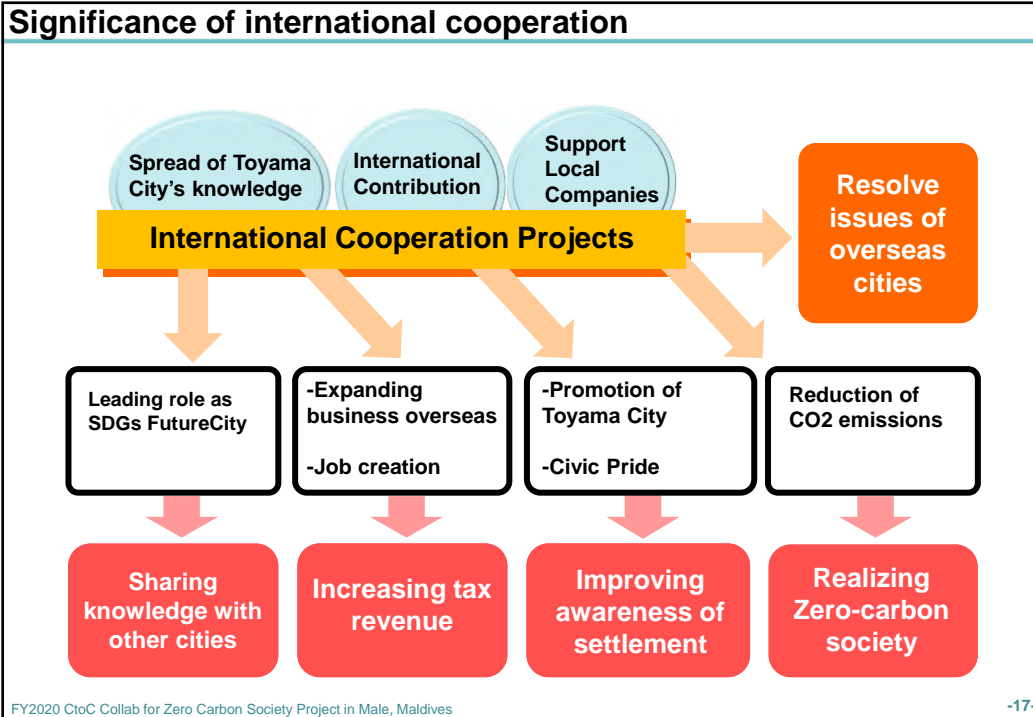 Significance of international cooperation
Spread of Toyama
City's knowledge
International
Contribution
Support
Local
Companies
International Cooperation Projects
Resolve
issues of
overseas
cities
Leading role as
SDGs FutureCity
-Expanding
business overseas
-Job creation
-Promotion of
Toyama City
-Civic Pride
Reduction of
CO2 emissions
Sharing
knowledge with
other cities
Increasing tax
revenue
Improving
awareness of
settlement
Realizing
Zero-carbon
society
FY2020 CtoC Collab for Zero Carbon Society Project in Male, Maldives
-17-